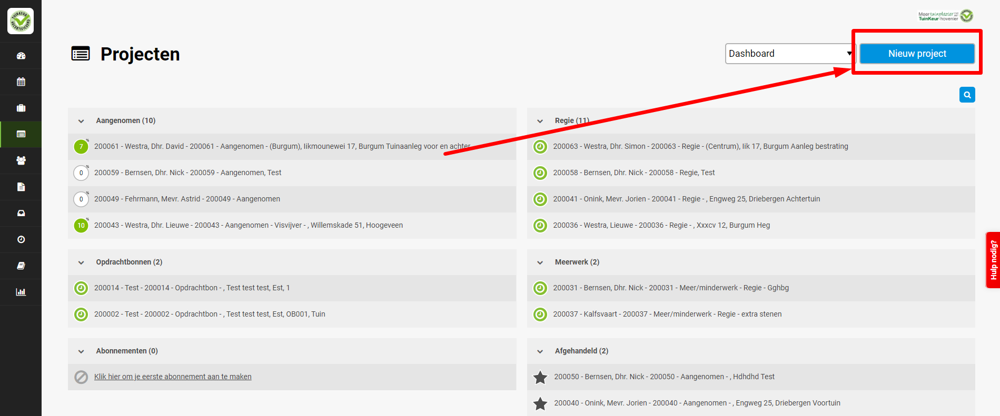 TUINKEUR
GECERTIFICEERD
Meer tuinplezier
TuinKeur-hovenier
Projecten
Dashboard
Nieuw project
Aangenomen (10)
7 %
200061 - Westra, Dhr. David - 200061 - Aangenomen - (Burgum), Iikmounewei 17, Burgum Tuinaanleg voor en achter
0 %
200059 - Bernsen, Dhr. Nick - 200059 - Aangenomen, Test
0 %
200049 - Fehrmann, Mevr. Astrid - 200049 - Aangenomen
10 %
200043 - Westra, Dhr. Lieuwe - 200043 - Aangenomen - Visvijver - , Willemskade 51, Hoogeveen
Regie (11)
200063 - Westra, Dhr. Simon - 200063 - Regie - (Centrum), Iik 17, Burgum Aanleg bestrating
200058 - Bernsen, Dhr. Nick - 200058 - Regie, Test
200041 - Onink, Mevr. Jorien - 200041 - Regie - , Engweg 25, Driebergen Achtertuin
200036 - Westra, Lieuwe - 200036 - Regie - , Xxxcv 12, Burgum Heg
Opdrachtbonnen (2)
200014 - Test - 200014 - Opdrachtbon - , Test test test, Est, 1
200002 - Test - 200002 - Opdrachtbon - , Test test test, Est, OB001, Tuin
Meerwerk (2)
200031 - Bernsen, Dhr. Nick - 200031 - Meer/minderwerk - Regie - Gghbg
200037 - Kalfsvaart - 200037 - Meer/minderwerk - Regie - extra stenen
Abonnementen (0)
Klik hier om je eerste abonnement aan te maken
Afgehandeld (2)
200050 - Bernsen, Dhr. Nick - 200050 - Aangenomen - , Hdhdhd Test
200040 - Onink, Mevr. Jorien - 200040 - Aangenomen - , Engweg 25, Driebergen Voortuin
Hulp nodig?